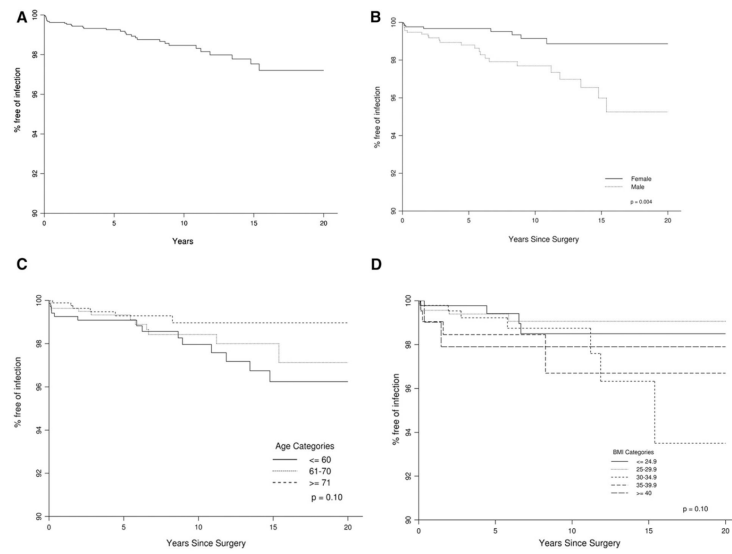 A
100
98
96
94
92
90
% free of infection
0 5 10 15 20
Years
B
100
98
96
94
92
90
% free of infection
Female
Male
p = 0.004
0 5 10 15 20
Years Since Surgery
C
100
98
96
94
92
90
% free of infection
Age Categories
<= 60
61-70
>= 71
p = 0.10
0 5 10 15 20
Years Since Surgery
D
100
98
96
94
92
90
% free of infection
BMI Categories
<= 24.9
25-29.9
30-34.9
35-39.9
>= 40
p = 0.10
0 5 10 15 20
Years Since Surgery